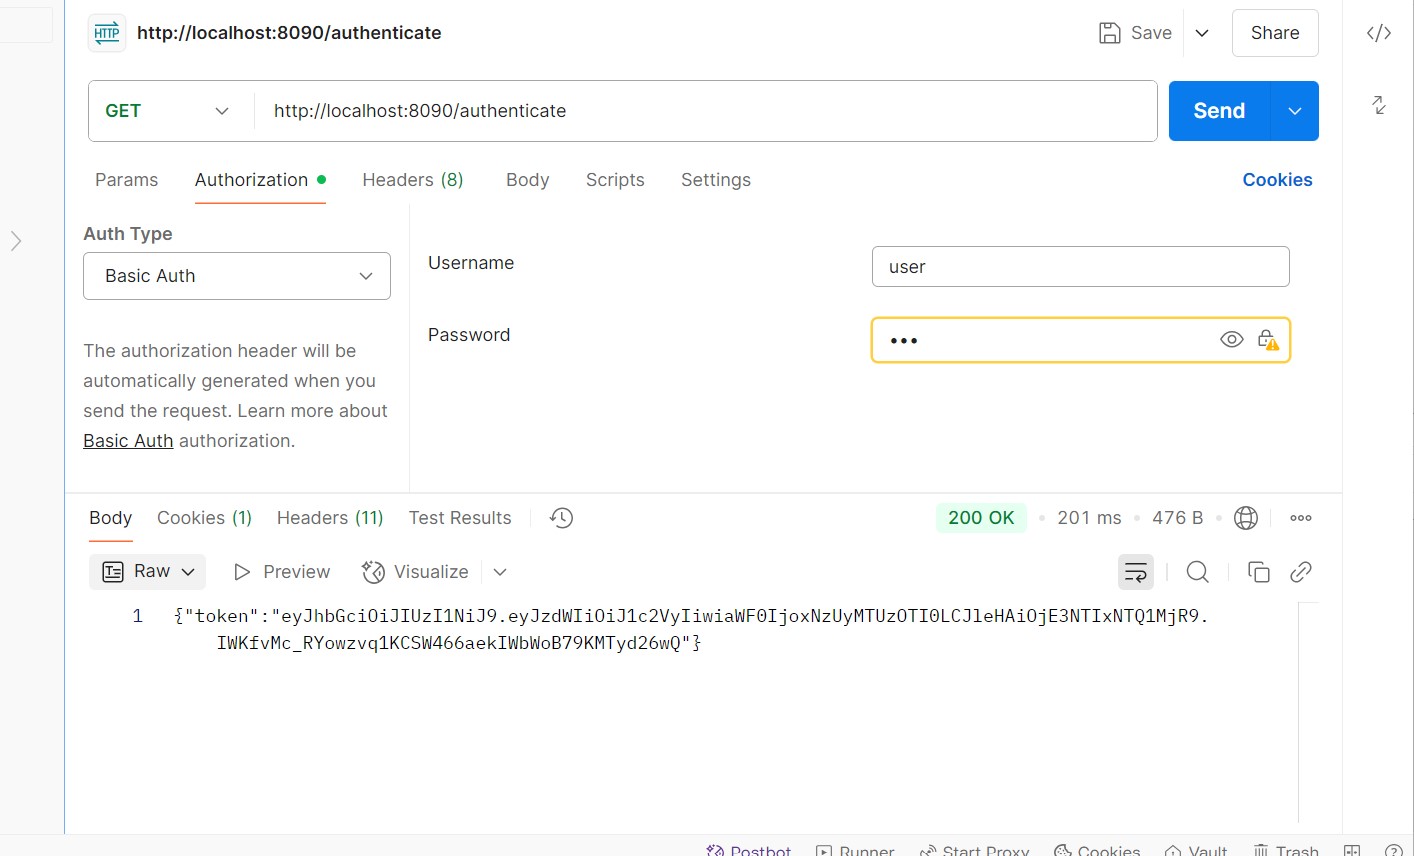 HTTP http://localhost:8090/authenticate Save Share
GET http://localhost:8090/authenticate Send
Params Authorization Headers (8) Body Scripts Settings Cookies
Auth Type
Basic Auth
The authorization header will be
automatically generated when you
send the request. Learn more about
Basic Auth authorization.
Username user
Password •••
Body Cookies (1) Headers (11) Test Results 200 OK 201 ms 476 B
Raw Preview Visualize
1 {"token":"eyJhbGciOiJIUzI1NiJ9.eyJzdWIiOiJ1c2VyIiwiaWF0IjoxNzUyMTUzOTI0LCJleHAiOjE3NTIxNTQ1MjR9.
IWKfvMc_RYowzvq1KCSW466aekIWbWoB79KMTyd26wQ"}
Postbot Runner Start Proxy Cookies Vault Trash